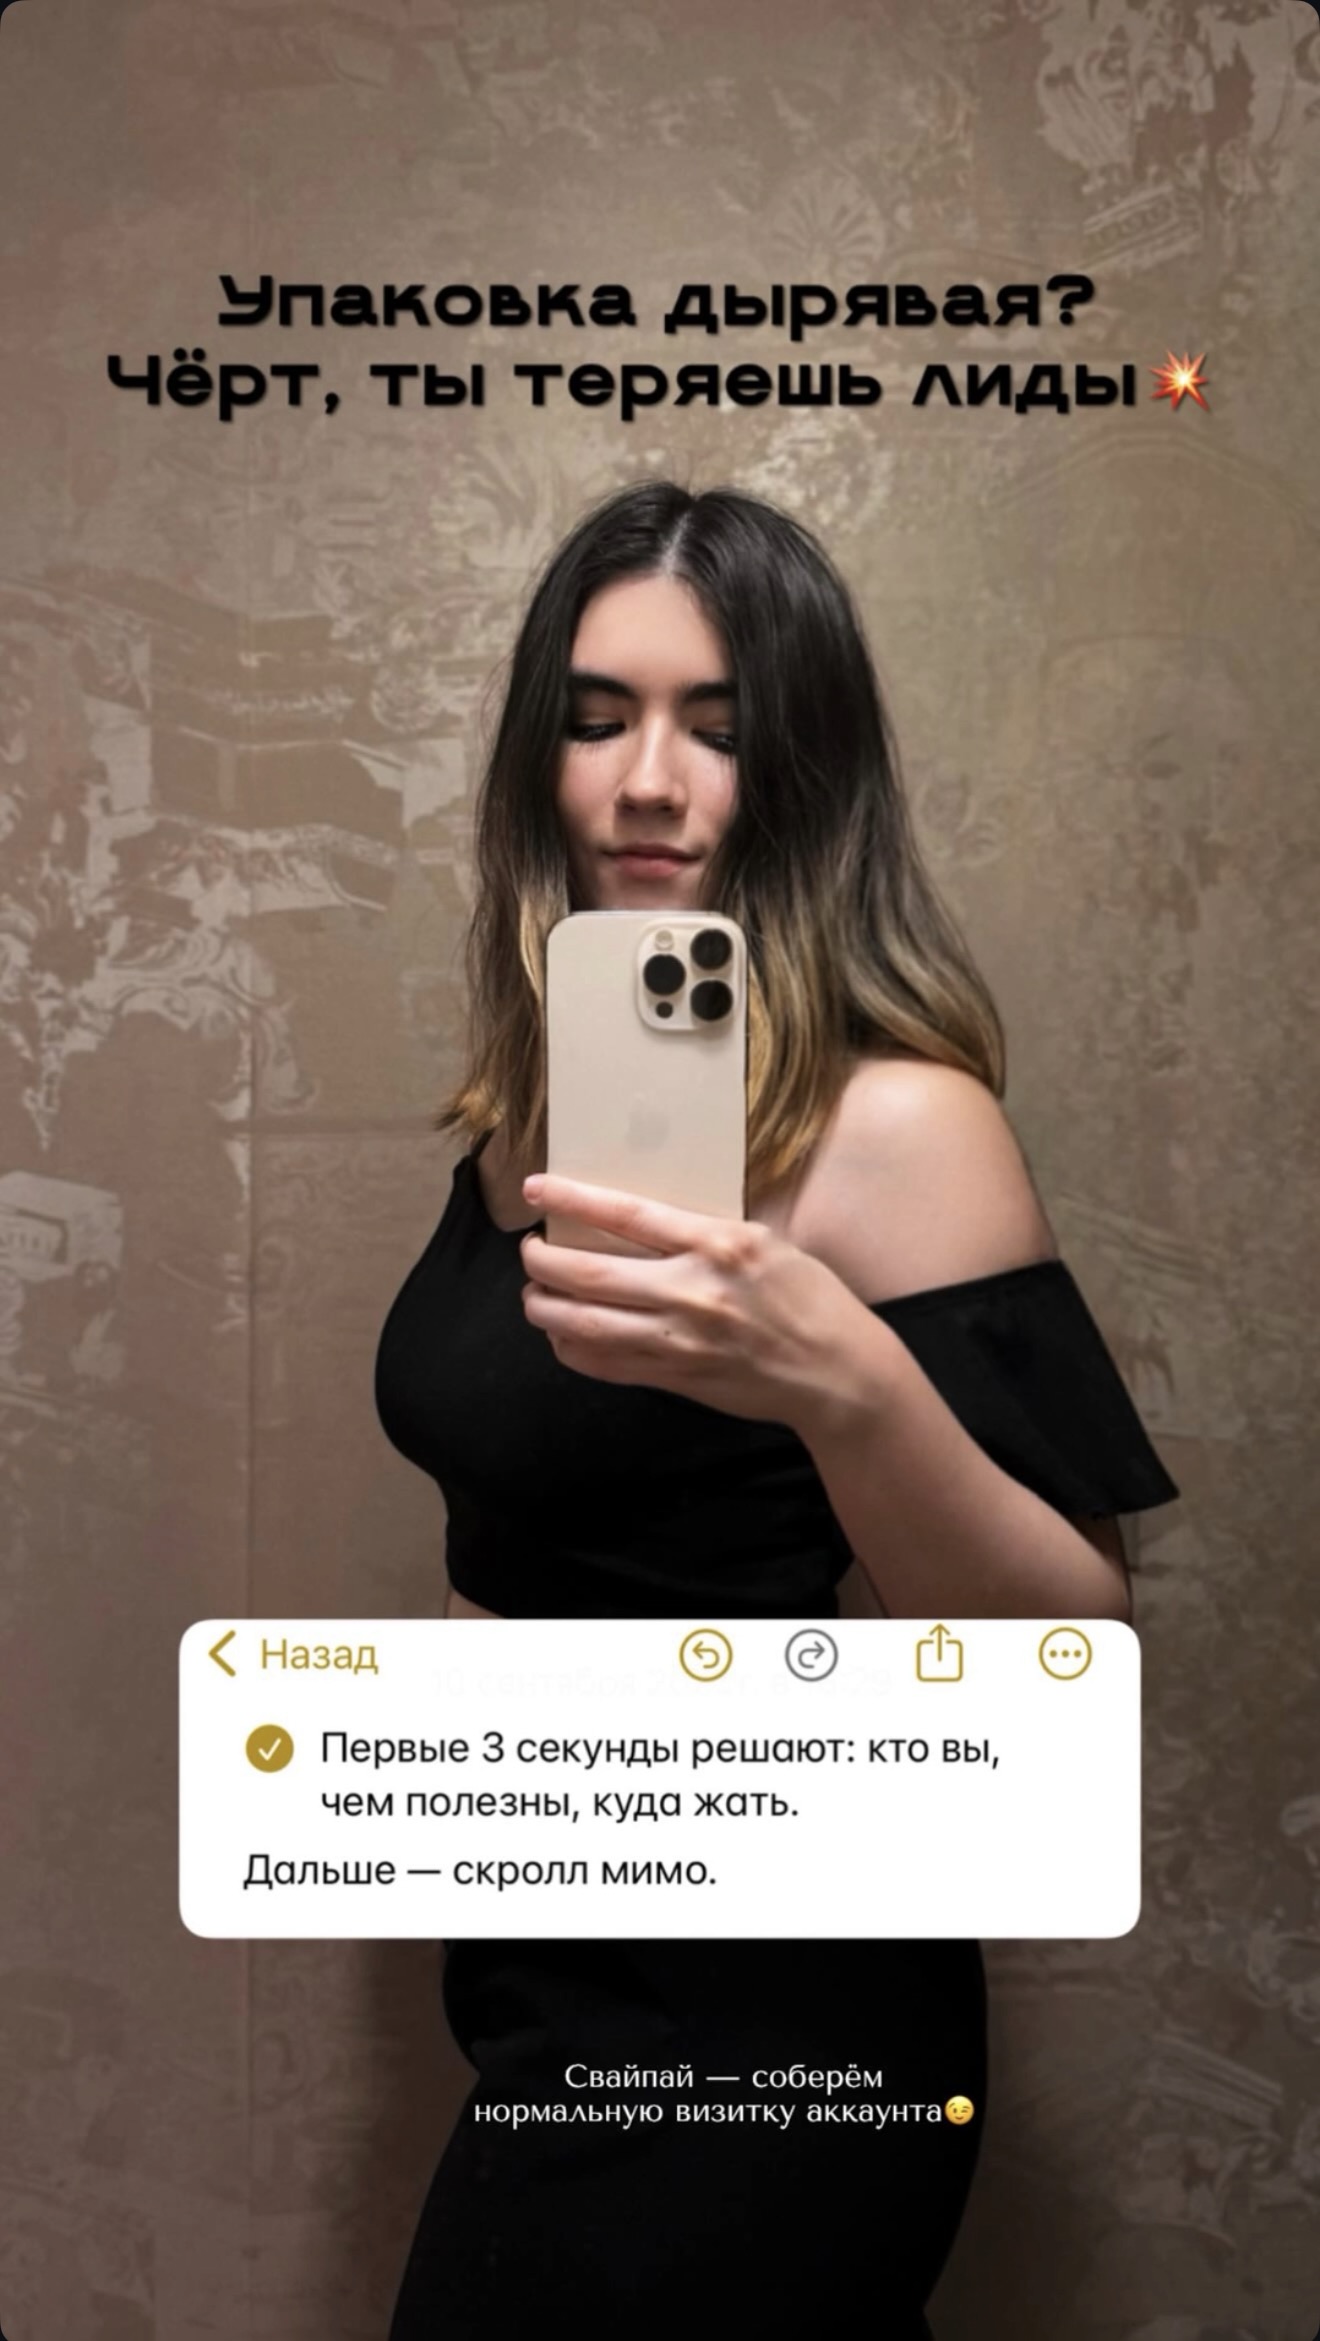 Упаковка дырявая?
Чёрт, ты теряешь лиды💥
Назад
Первые 3 секунды решают: кто вы,
чем полезны, куда жать.
Дальше — скролл мимо.
Свайпай — соберём
нормальную визитку аккаунта😉